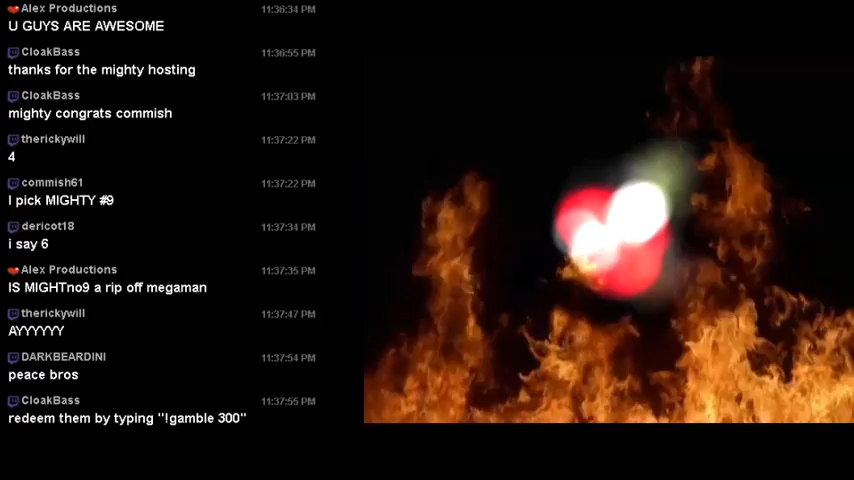 Alex Productions 11:36:34 PM
U GUYS ARE AWESOME
CloakBass 11:36:55 PM
thanks for the mighty hosting
CloakBass 11:37:03 PM
mighty congrats commish
therickywill 11:37:22 PM
4
commish61 11:37:22 PM
I pick MIGHTY #9
dericot18 11:37:34 PM
i say 6
Alex Productions 11:37:35 PM
IS MIGHTno9 a rip off megaman
therickywill 11:37:47 PM
AYYYYYY
DARKBEARDINI 11:37:54 PM
peace bros
CloakBass 11:37:55 PM
redeem them by typing "!gamble 300"